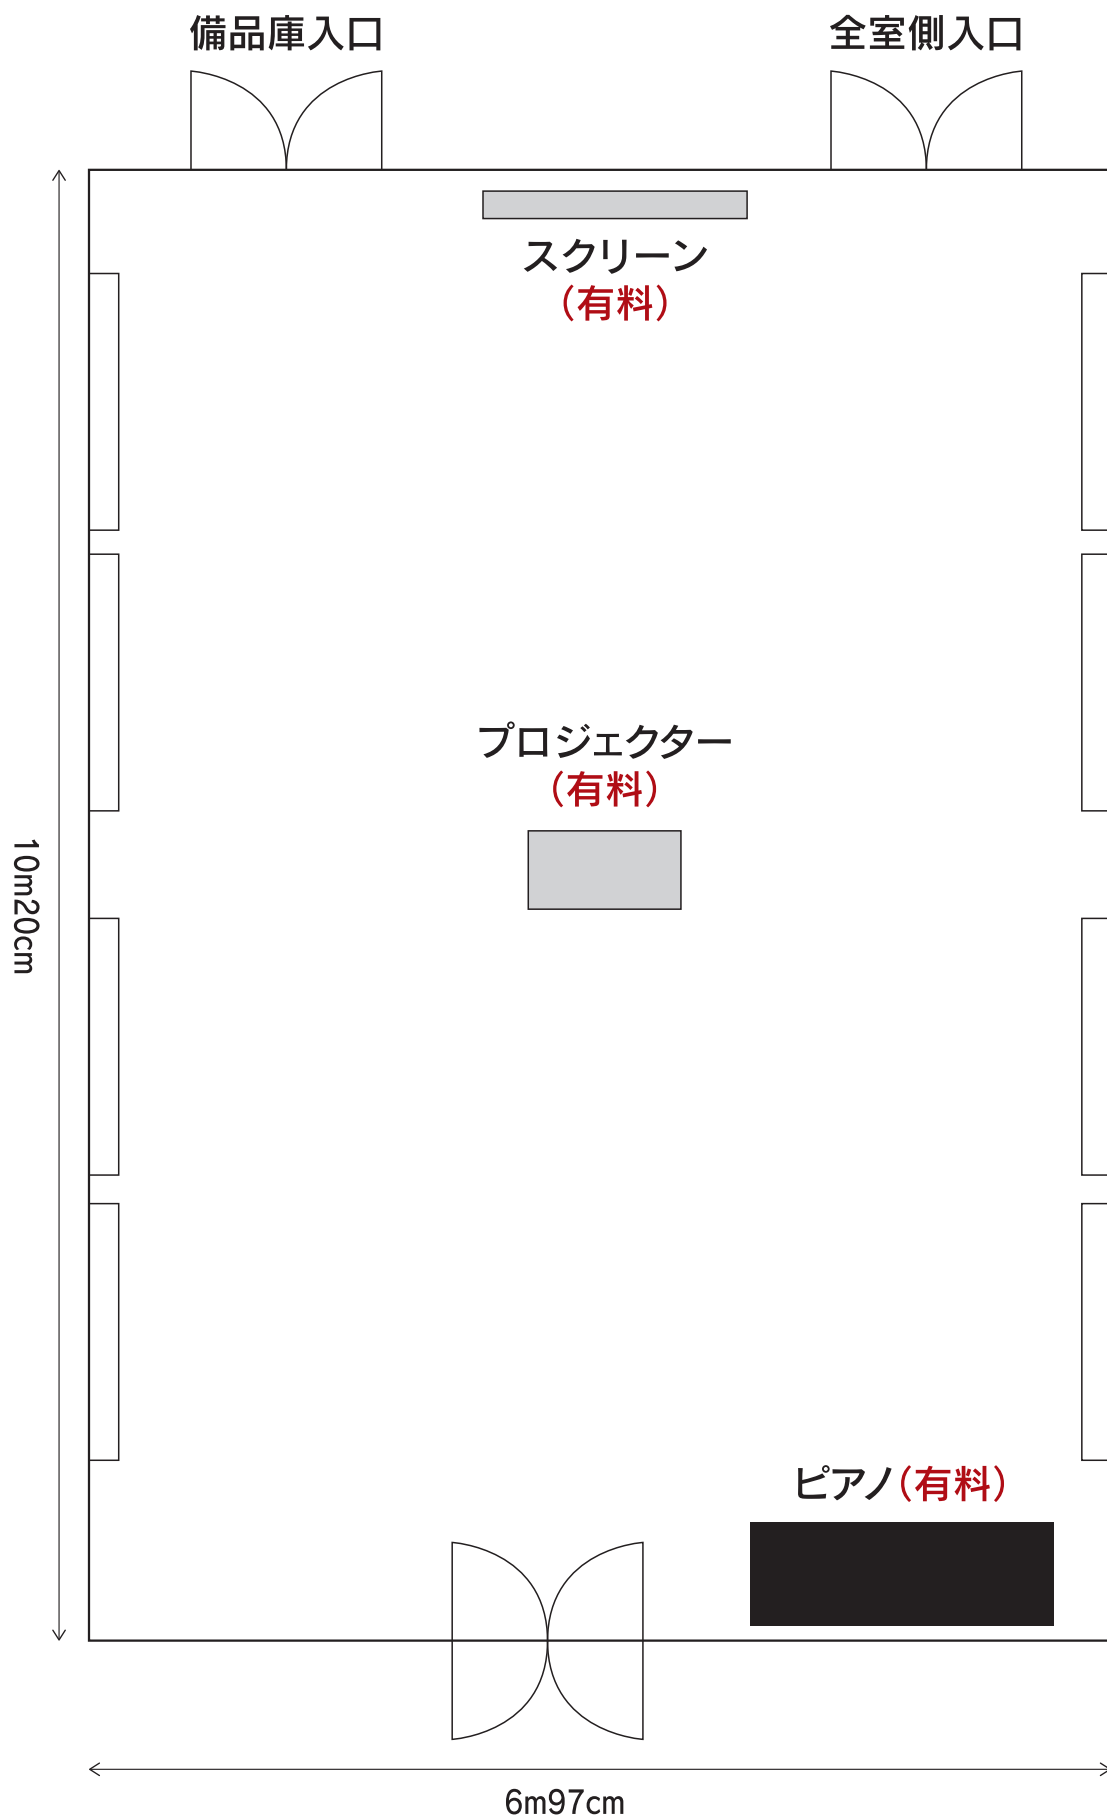 備品庫入口
全室側入口
スクリーン
（有料）
プロジェクター
（有料）
10m20cm
ピアノ（有料）
6m97cm